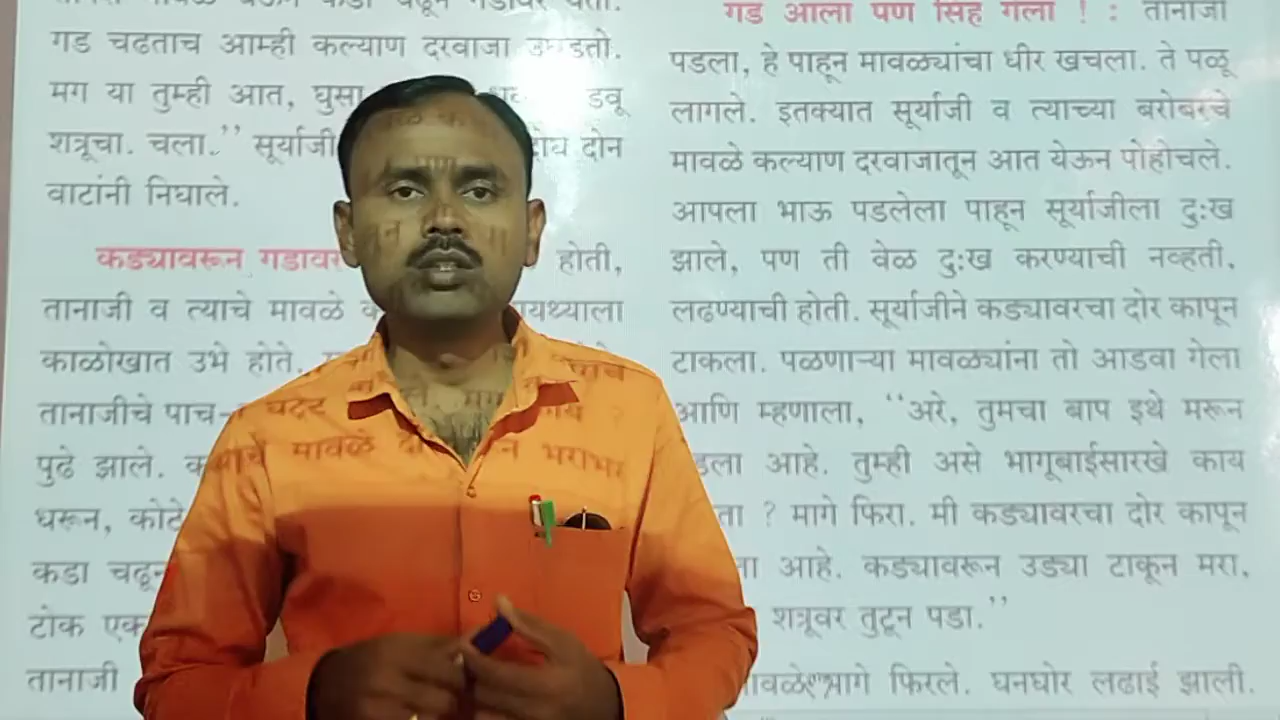 गड चढताच आम्ही कल्याण दरवाजा
मग या तुम्ही आत, घुसा
शत्रूचा. चला.’’ सूर्याजी दोन
वाटांनी निघाले.
कड्यावरून गडावर होती,
तानाजी व त्याचे मावळे
काळोखात उभे होते.
तानाजीचे पाच-
पुढे झाले.
धरून,
कडा चढून
टोक एक
तानाजी
गड आला पण सिंह गेला ! : तानाजी
पडला, हे पाहून मावळ्यांचा धीर खचला. ते पळू
लागले. इतक्यात सूर्याजी व त्याच्या बरोबरचे
मावळे कल्याण दरवाजातून आत येऊन पोहोचले.
आपला भाऊ पडलेला पाहून सूर्याजीला दुःख
झाले, पण ती वेळ दुःख करण्याची नव्हती,
लढण्याची होती. सूर्याजीने कड्यावरचा दोर कापून
टाकला. पळणाऱ्या मावळ्यांना तो आडवा गेला
आणि म्हणाला, ‘‘अरे, तुमचा बाप इथे मरून
आहे. तुम्ही असे भागूबाईसारखे काय
? मागे फिरा. मी कड्यावरचा दोर कापून
आहे. कड्यावरून उड्या टाकून मरा,
शत्रूवर तुटून पडा.’’
फिरले. घनघोर लढाई झाली.